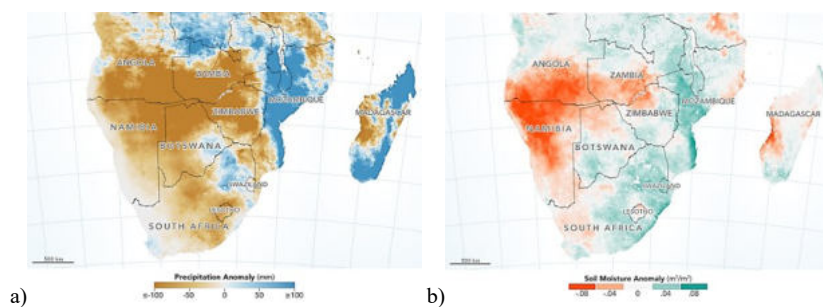 ANGOLA
ZAMBIA
MOZAMBIQUE
ZIMBABWE
MADAGASCAR
NAMIBIA
BOTSWANA
SWAZILAND
LESOTHO
SOUTH AFRICA
500 km
Precipitation Anomaly (mm)
≤-100 -50 0 50 ≥100
a)
ANGOLA
ZAMBIA
MOZAMBIQUE
ZIMBABWE
MADAGASCAR
NAMIBIA
BOTSWANA
SWAZILAND
LESOTHO
SOUTH AFRICA
500 km
Soil Moisture Anomaly (m³/m³)
-.08 -.04 0 .04 .08
b)